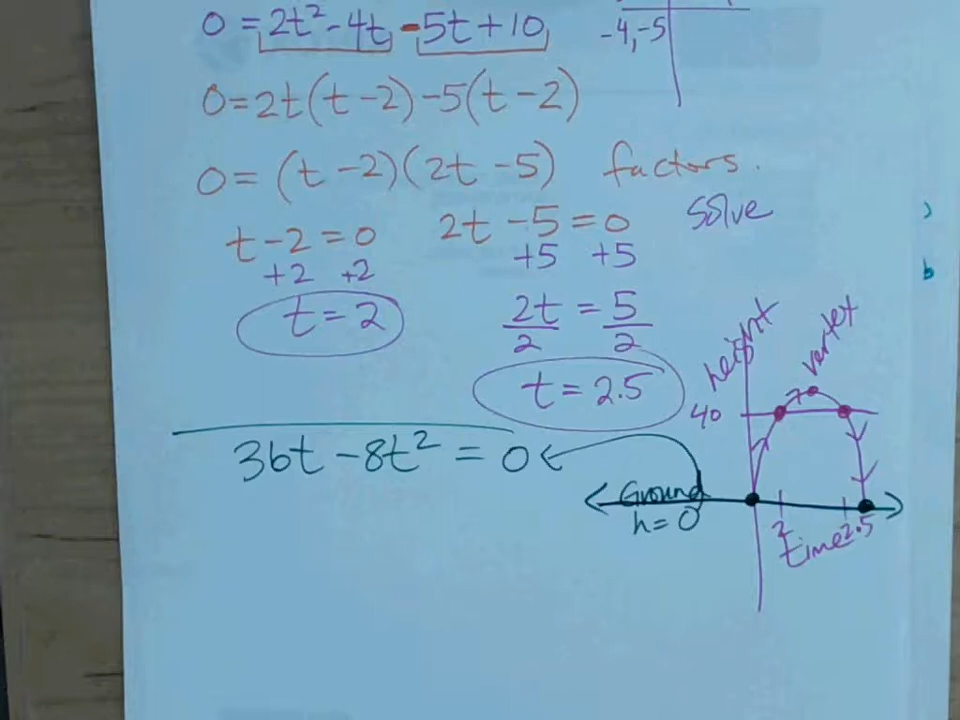 0 = 2t² - 4t - 5t + 10
-4, -5
0 = 2t(t - 2) - 5(t - 2)
0 = (t - 2)(2t - 5) factors.
solve
t - 2 = 0 2t - 5 = 0
+2 +2 +5 +5
t = 2 2t = 5
2 2
t = 2.5
height
vertex
40
36t - 8t² = 0
Ground
h = 0
2 2.5
time